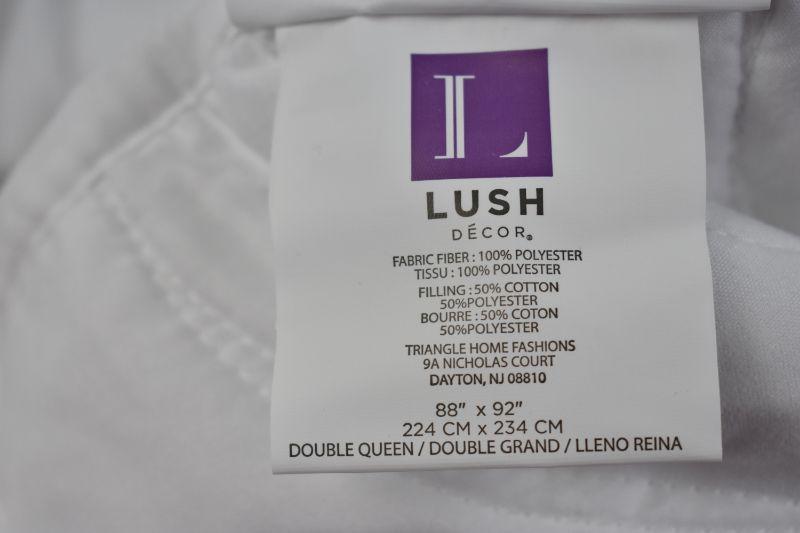 L
LUSH
DÉCOR®
FABRIC FIBER : 100% POLYESTER
TISSU : 100% POLYESTER
FILLING : 50% COTTON
50%POLYESTER
BOURRE : 50% COTON
50%POLYESTER
TRIANGLE HOME FASHIONS
9A NICHOLAS COURT
DAYTON, NJ 08810
88" x 92"
224 CM x 234 CM
DOUBLE QUEEN / DOUBLE GRAND / LLENO REINA